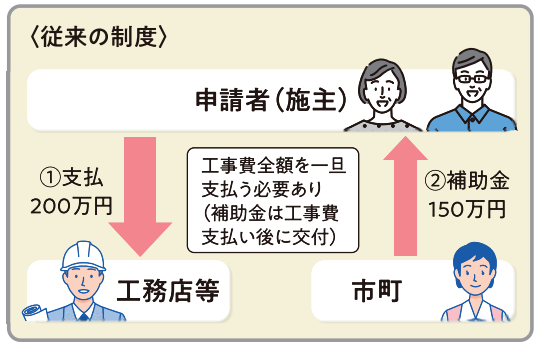 〈従来の制度〉
申請者（施主）
①支払
200万円
工事費全額を一旦
支払う必要あり
（補助金は工事費
支払い後に交付）
②補助金
150万円
工務店等
市町